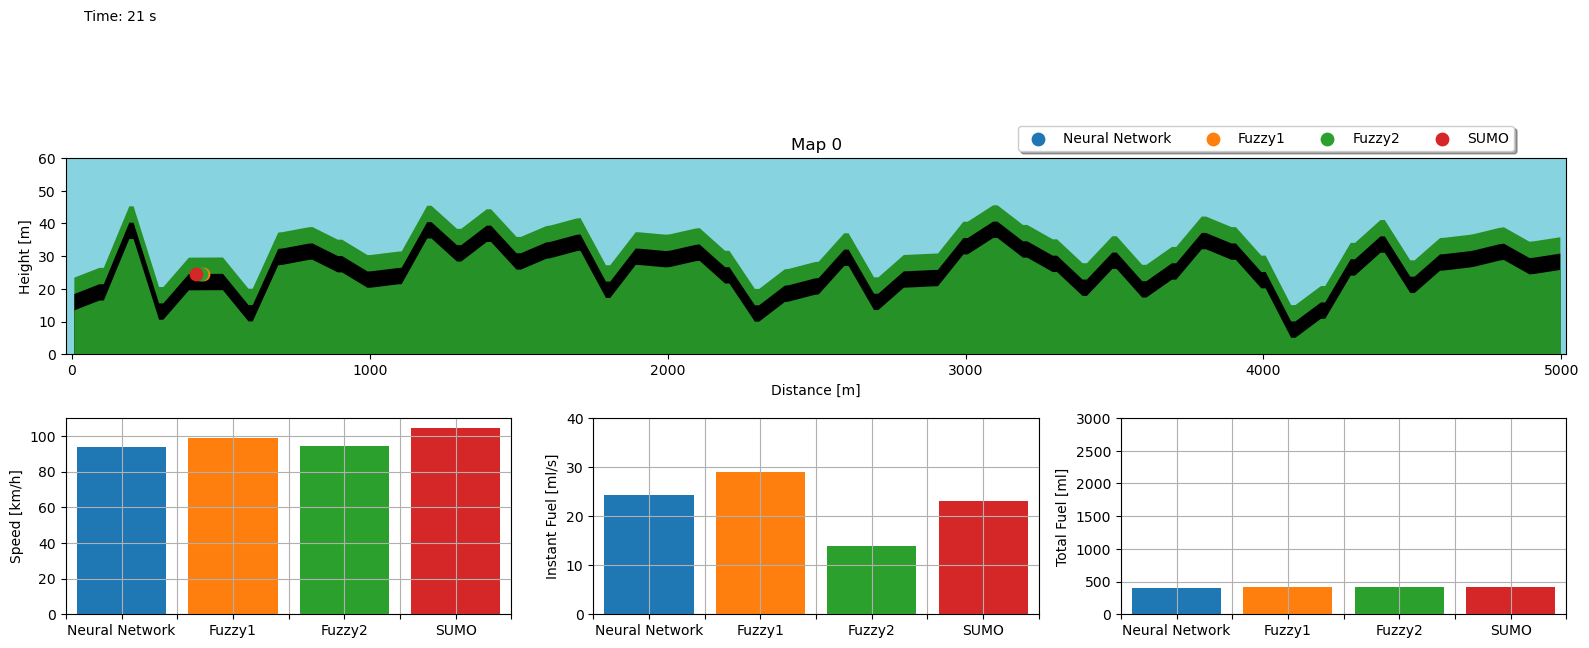 Time: 21 s
Neural Network Fuzzy1 Fuzzy2 SUMO
Map 0
Height [m]
60
50
40
30
20
10
0
0 1000 2000 3000 4000 5000
Distance [m]
Speed [km/h]
100
80
60
40
20
0
Neural Network Fuzzy1 Fuzzy2 SUMO
Instant Fuel [ml/s]
40
30
20
10
0
Neural Network Fuzzy1 Fuzzy2 SUMO
Total Fuel [ml]
3000
2500
2000
1500
1000
500
0
Neural Network Fuzzy1 Fuzzy2 SUMO